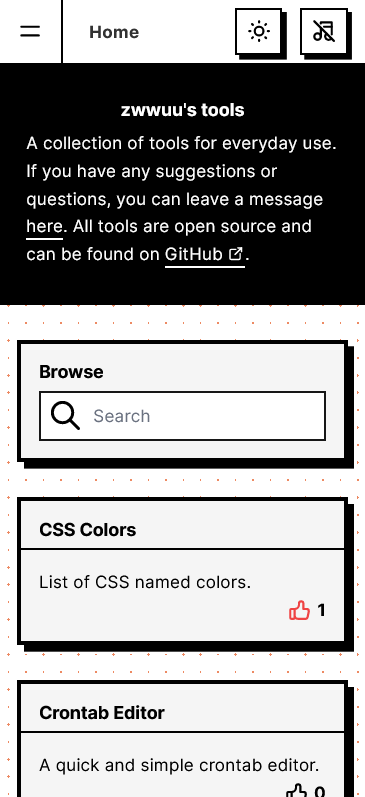 Home
zwwuu's tools
A collection of tools for everyday use.
If you have any suggestions or
questions, you can leave a message
here. All tools are open source and
can be found on GitHub.
Browse
Search
CSS Colors
List of CSS named colors.
1
Crontab Editor
A quick and simple crontab editor.
0